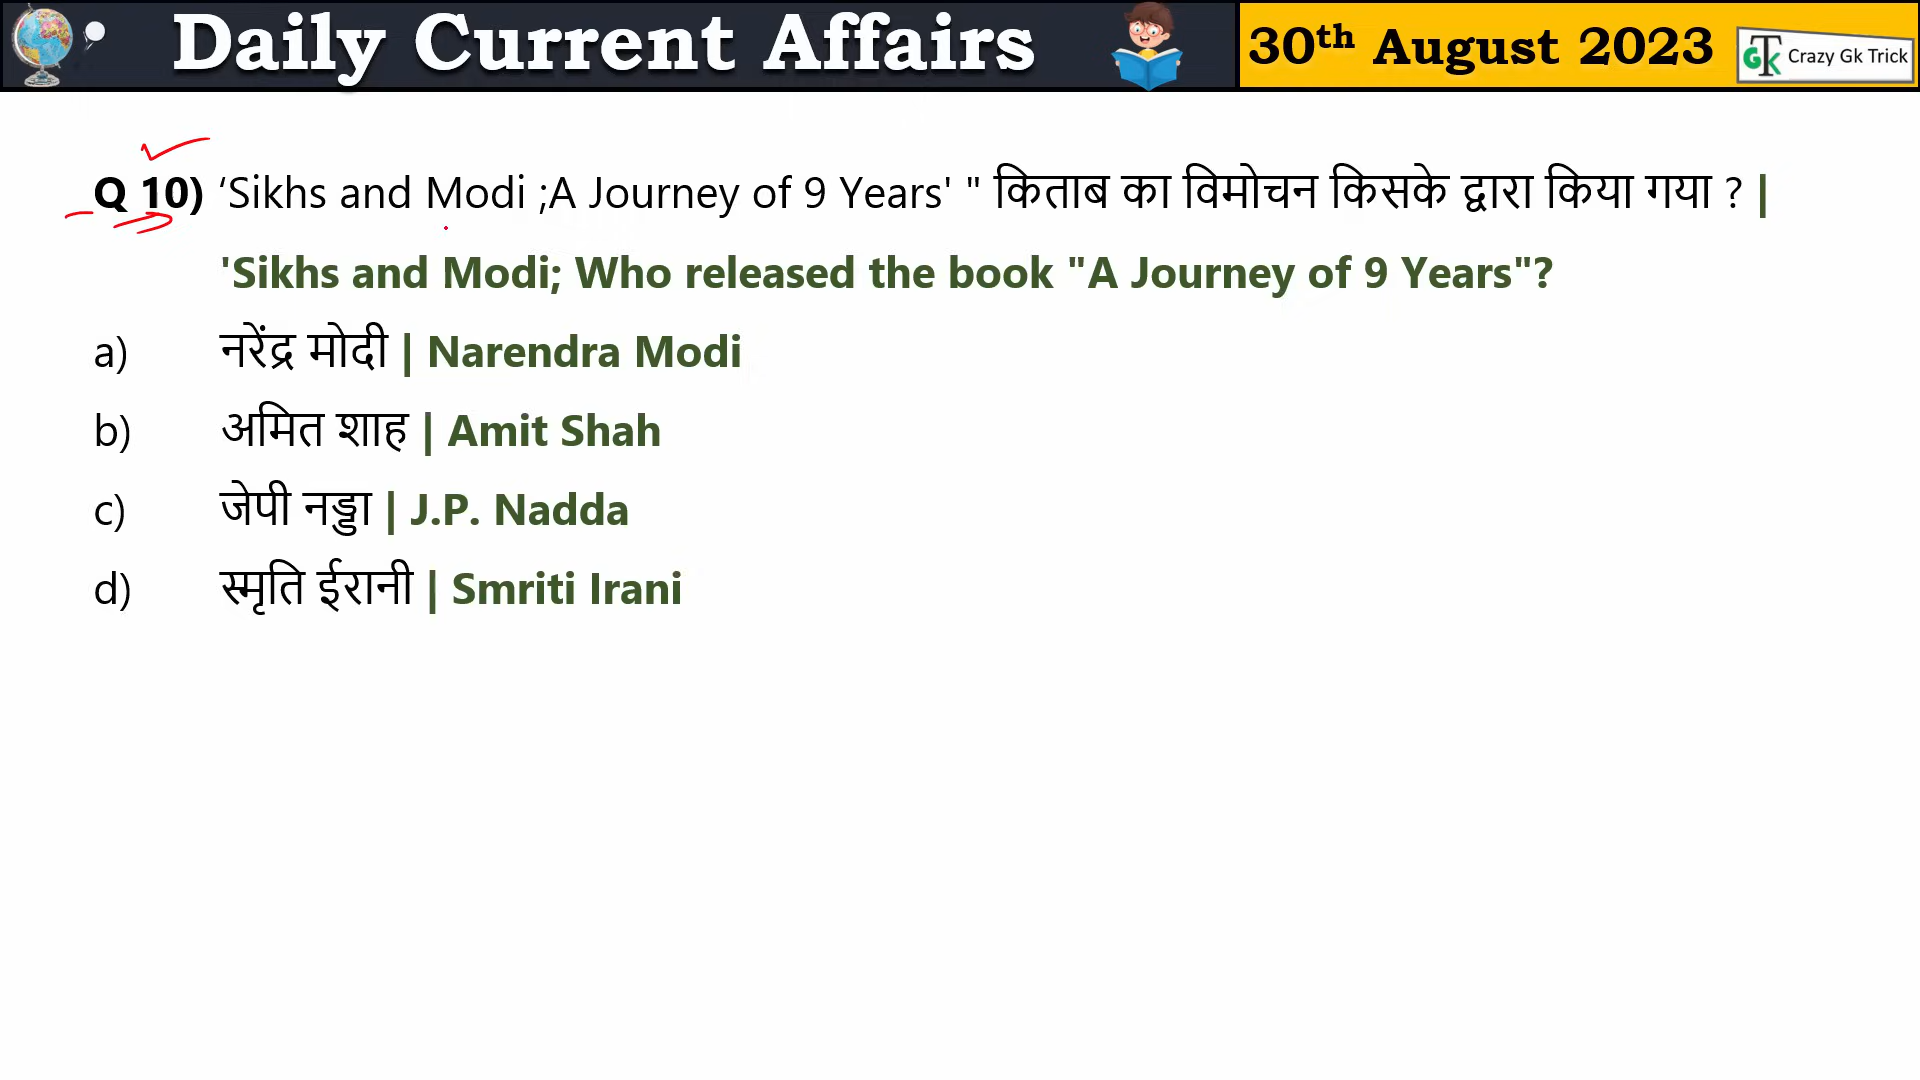 Daily Current Affairs
30th August 2023
GTK Crazy Gk Trick
Q 10) ‘Sikhs and Modi ;A Journey of 9 Years' " किताब का विमोचन किसके द्वारा किया गया ? |
'Sikhs and Modi; Who released the book "A Journey of 9 Years"?
a) नरेंद्र मोदी | Narendra Modi
b) अमित शाह | Amit Shah
c) जेपी नड्डा | J.P. Nadda
d) स्मृति ईरानी | Smriti Irani